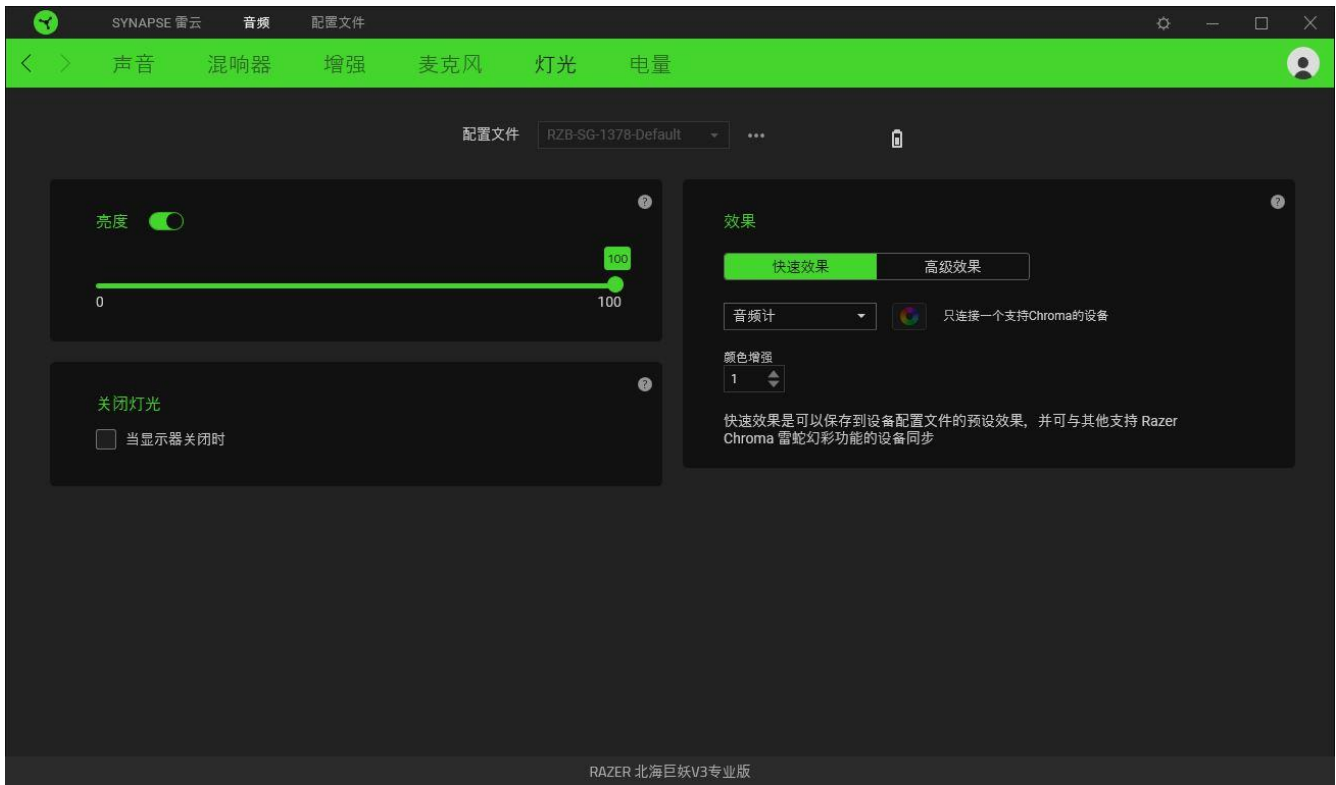 SYNAPSE 雷云 音频 配置文件
声音 混响器 增强 麦克风 灯光 电量
配置文件 RZB-SG-1378-Default
亮度
100
0 100
关闭灯光
当显示器关闭时
效果
快速效果 高级效果
音频计 只连接一个支持Chroma的设备
颜色增强
1
快速效果是可以保存到设备配置文件的预设效果，并可与其他支持 Razer
Chroma 雷蛇幻彩功能的设备同步
RAZER 北海巨妖V3专业版